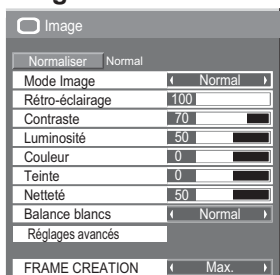 Image
Normaliser Normal
Mode Image Normal
Rétro-éclairage 100
Contraste 70
Luminosité 50
Couleur 0
Teinte 0
Netteté 50
Balance blancs Normal
Réglages avancés
FRAME CREATION Max.